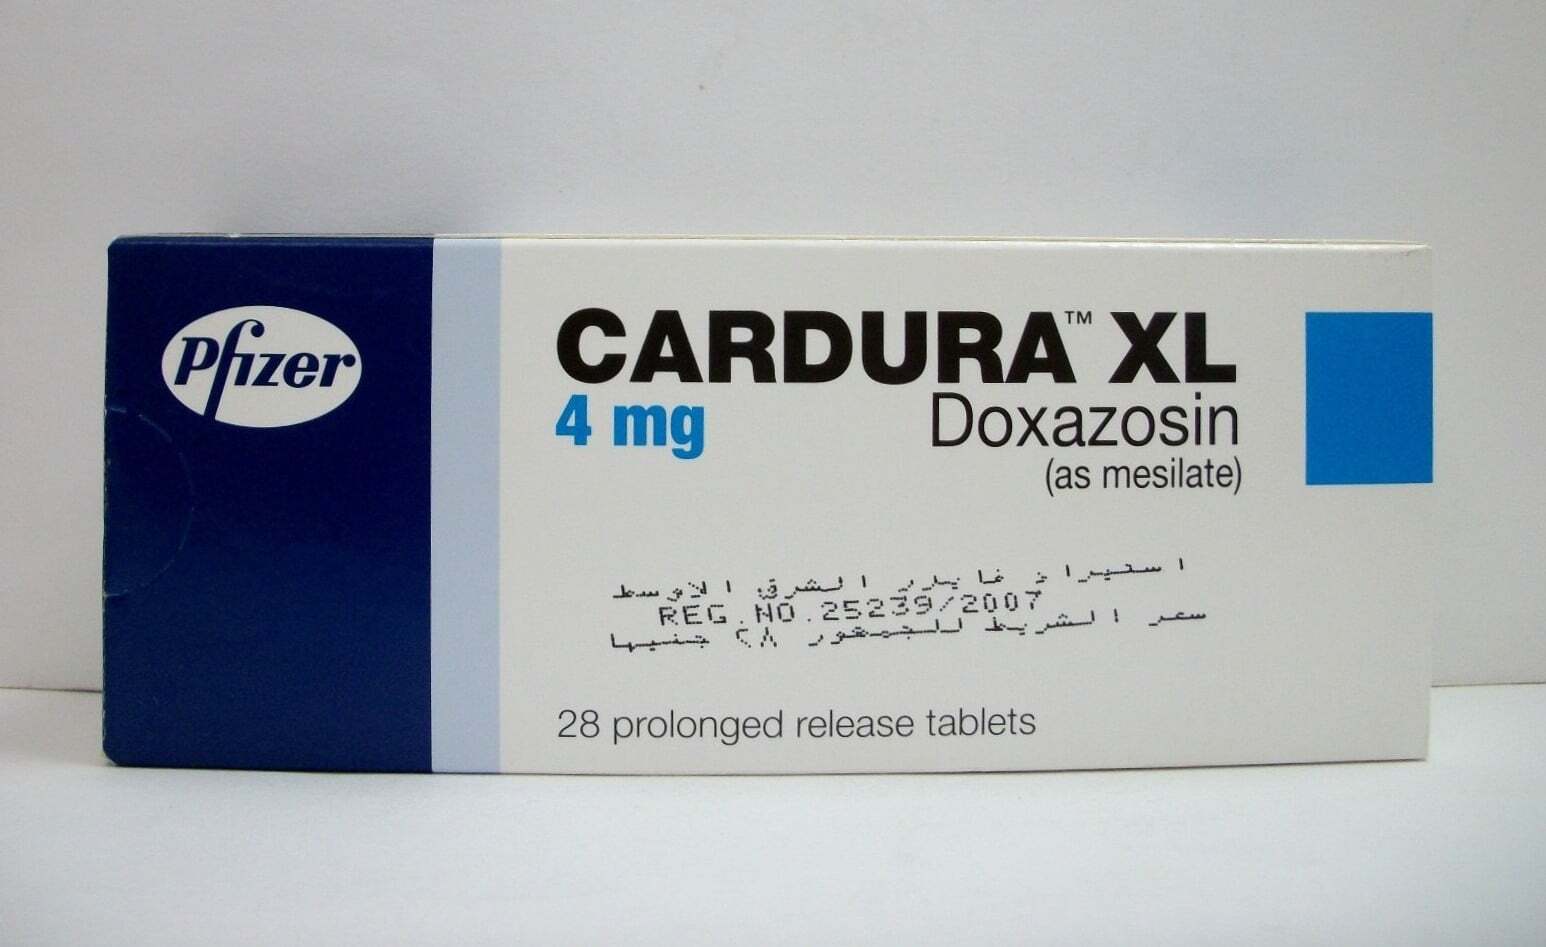 Pfizer
CARDURA™ XL
4 mg Doxazosin
(as mesilate)
استيراد فايزر الشرق الاوسط
REG.NO.25239/2007
سعر الشريط للجمهور ٢٨ جنيها
28 prolonged release tablets